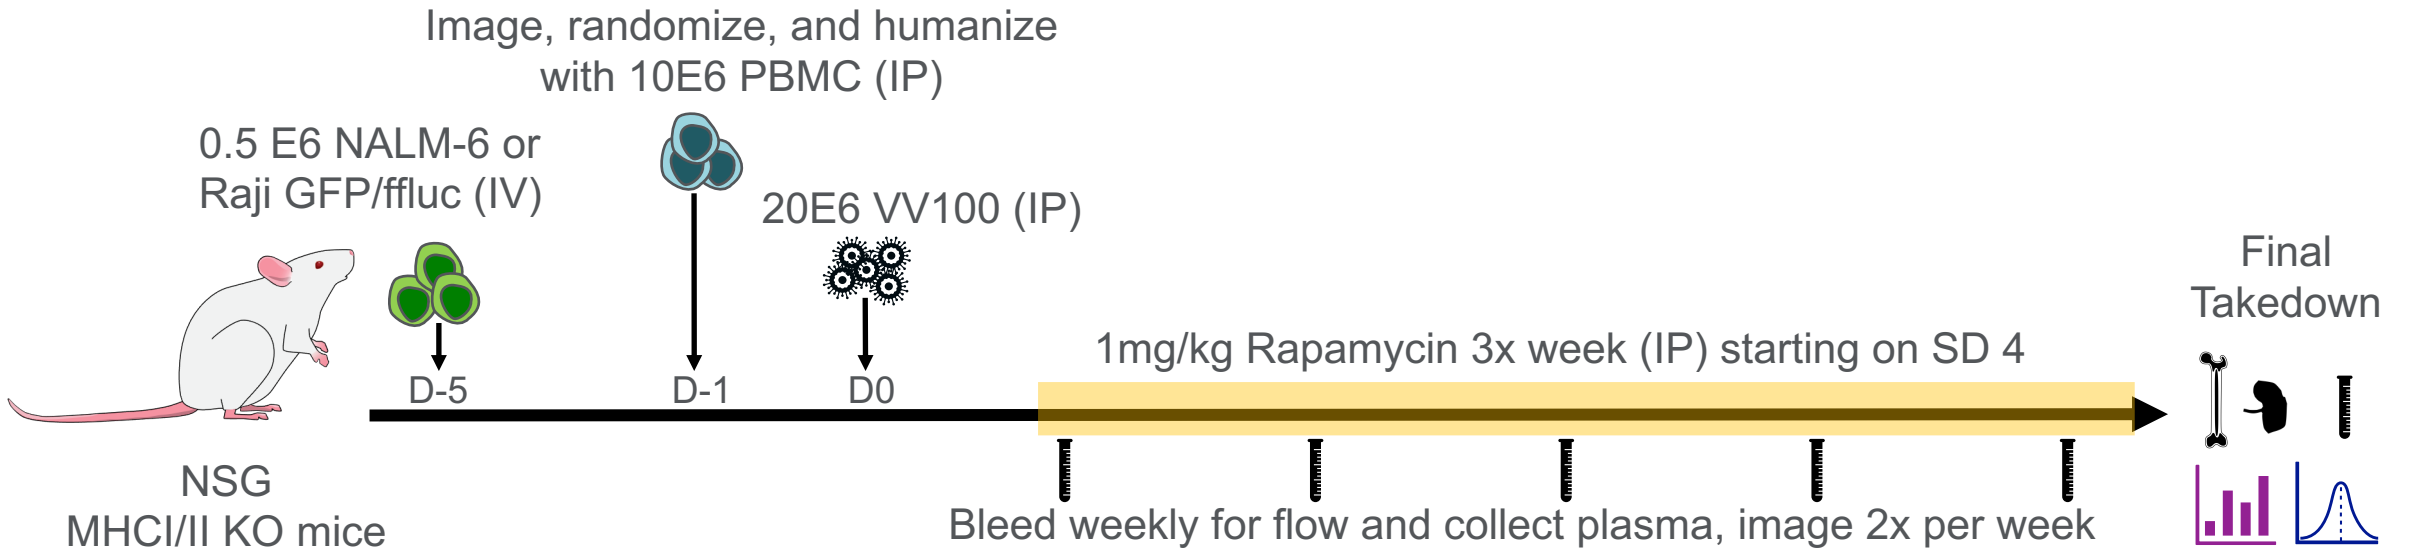 Image, randomize, and humanize
with 10E6 PBMC (IP)
0.5 E6 NALM-6 or
Raji GFP/ffluc (IV)
20E6 VV100 (IP)
Final
Takedown
1mg/kg Rapamycin 3x week (IP) starting on SD 4
D-5
D-1
D0
NSG
MHCI/II KO mice
Bleed weekly for flow and collect plasma, image 2x per week